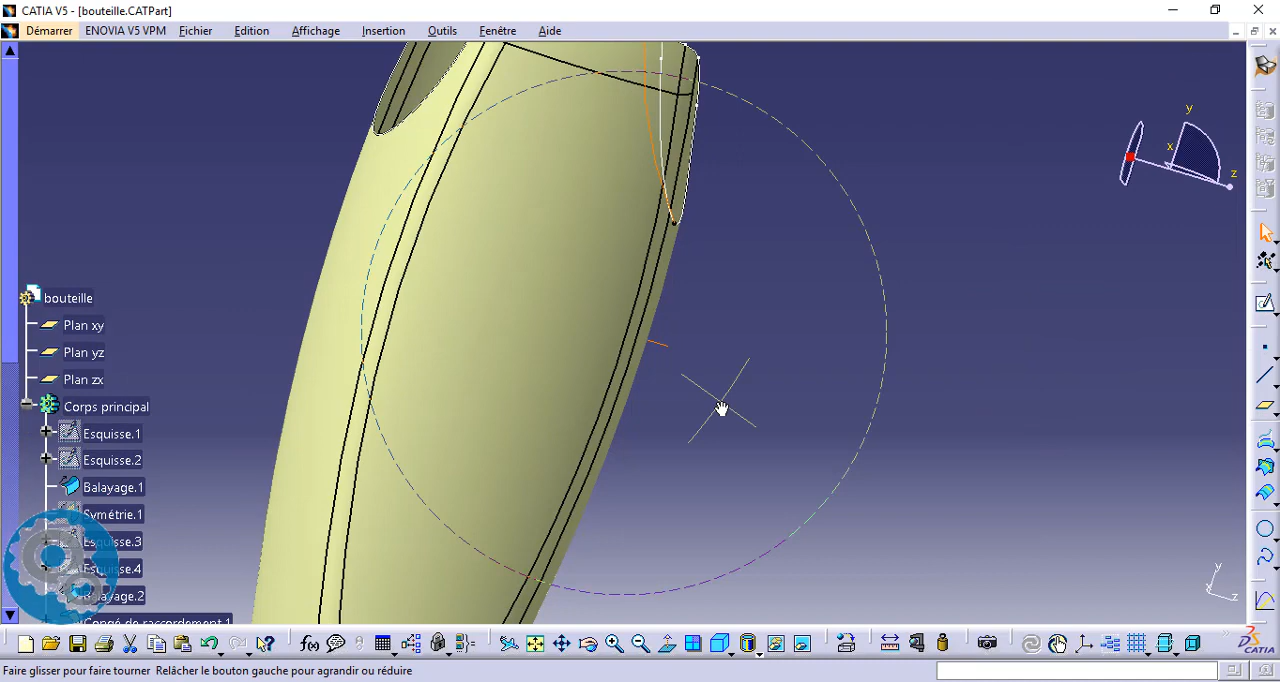 CATIA V5 - [bouteille.CATPart]
Démarrer ENOVIA V5 VPM Fichier Edition Affichage Insertion Outils Fenêtre Aide
y
x
z
bouteille
Plan xy
Plan yz
Plan zx
Corps principal
Esquisse.1
Esquisse.2
Balayage.1
Symétrie.1
Esquisse.3
Esquisse.4
Balayage.2
Congé de raccordement.1
y
x
z
f(x)
CATIA
Faire glisser pour faire tourner Relâcher le bouton gauche pour agrandir ou réduire